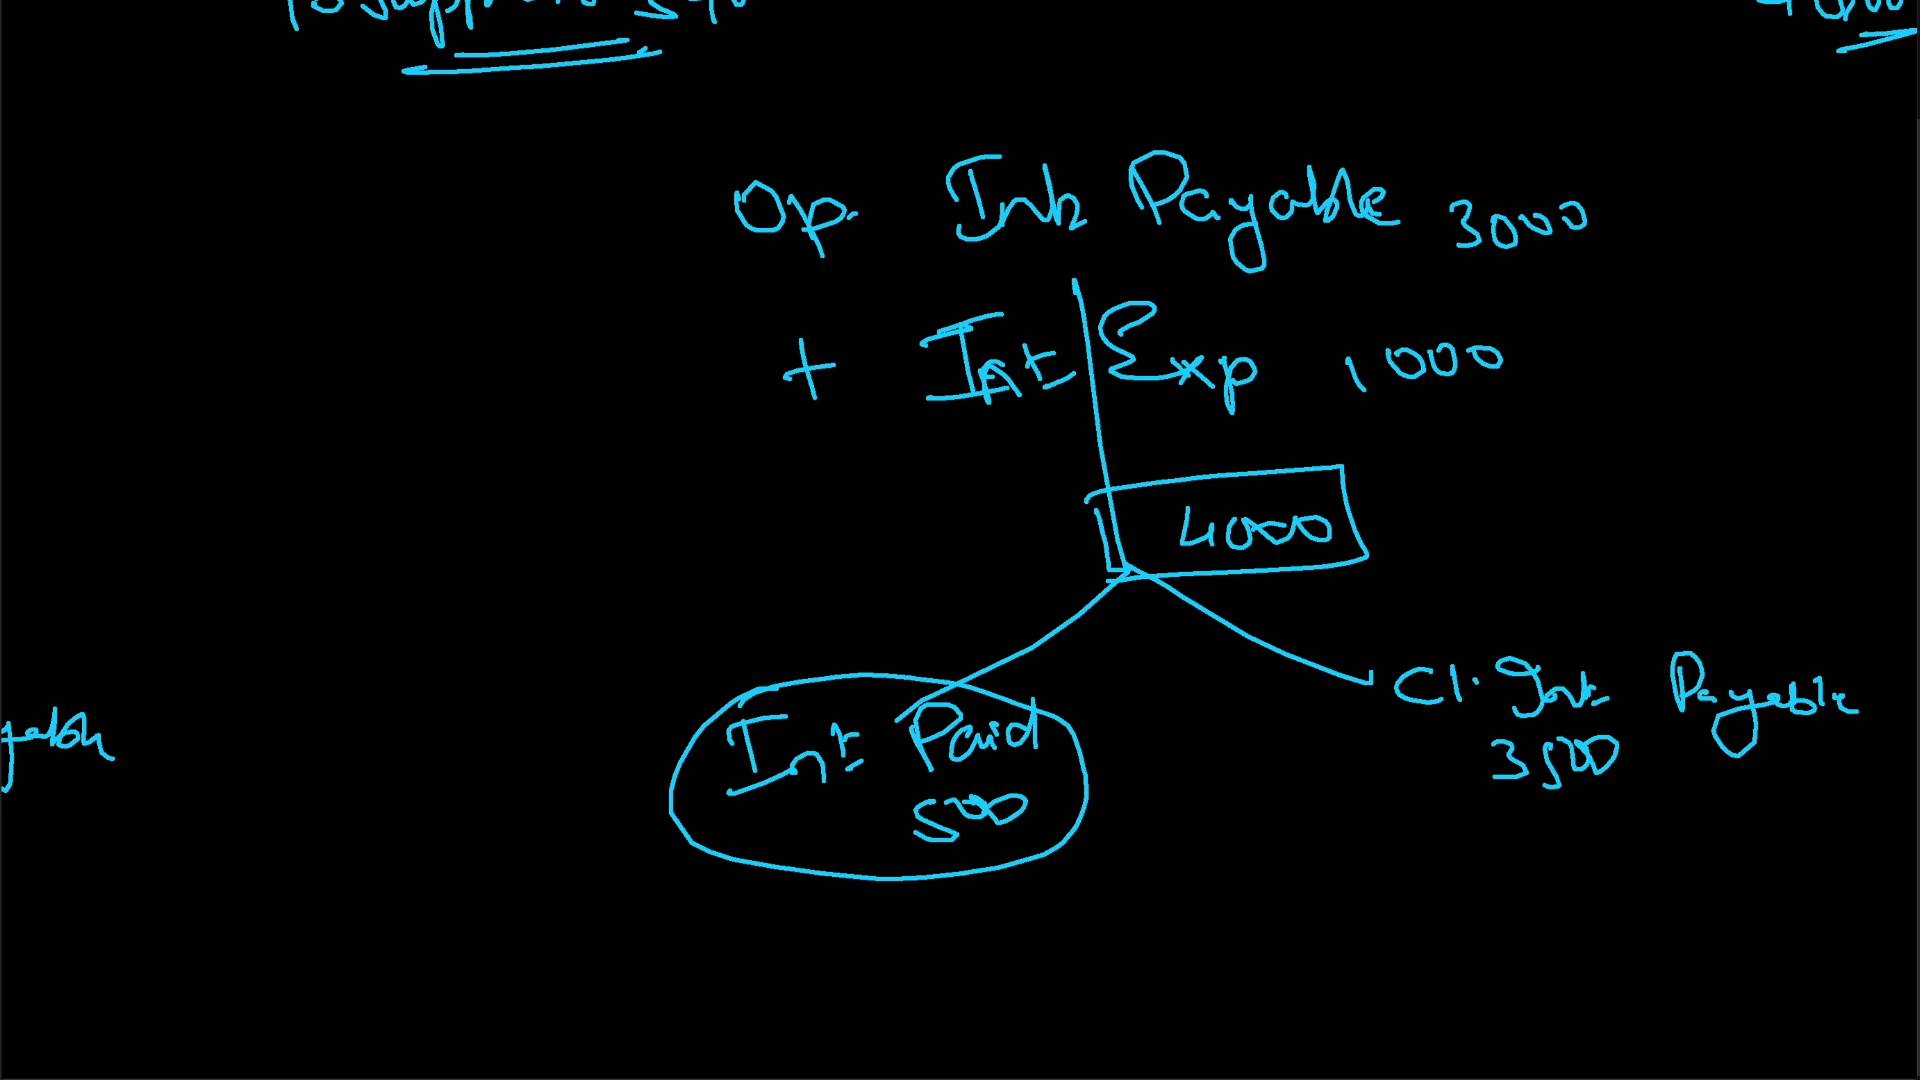 Op. Int Payable 3000
+ Int Exp 1000
4000
Int Paid
500
Cl. Int Payable
3500